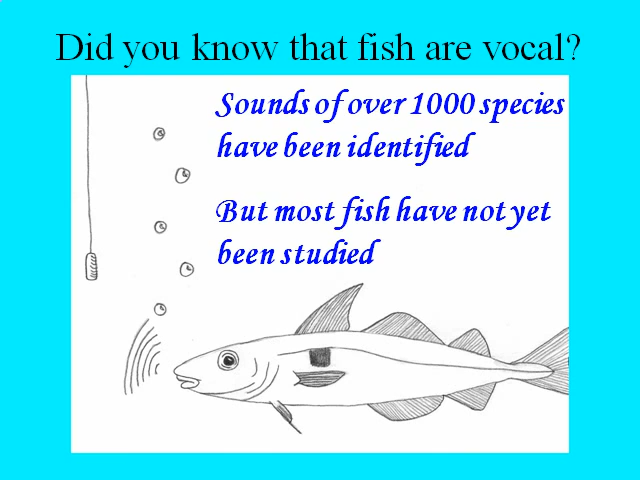 Did you know that fish are vocal?
Sounds of over 1000 species
have been identified
But most fish have not yet
been studied